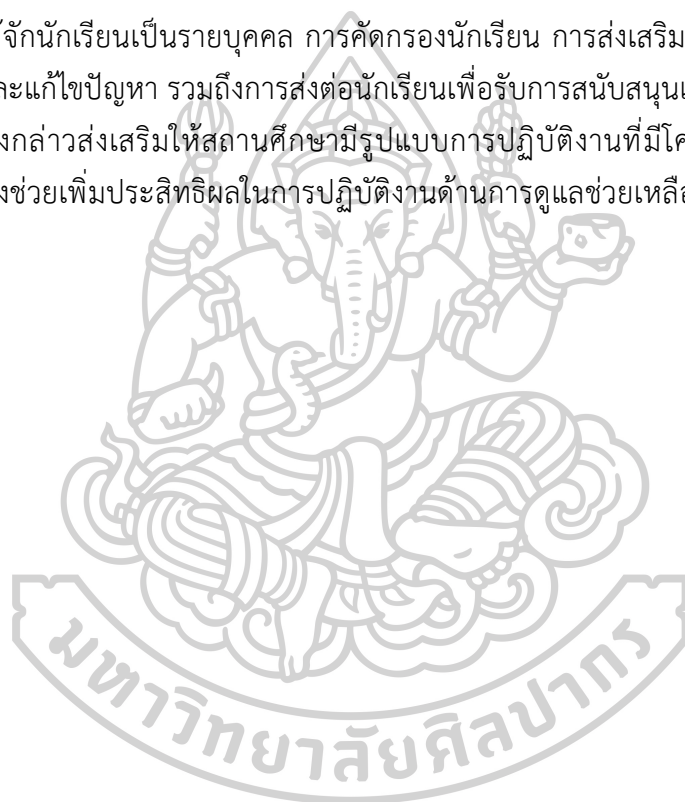 จักนักเรียนเป็นรายบุคคล การคัดกรองนักเรียน การส่งเสริม
ละแก้ไขปัญหา รวมถึงการส่งต่อนักเรียนเพื่อรับการสนับสนุน
งกล่าวส่งเสริมให้สถานศึกษามีรูปแบบการปฏิบัติงานที่มีโค
งช่วยเพิ่มประสิทธิผลในการปฏิบัติงานด้านการดูแลช่วยเหลือ
มหาวิทยาลัยศิลปากร